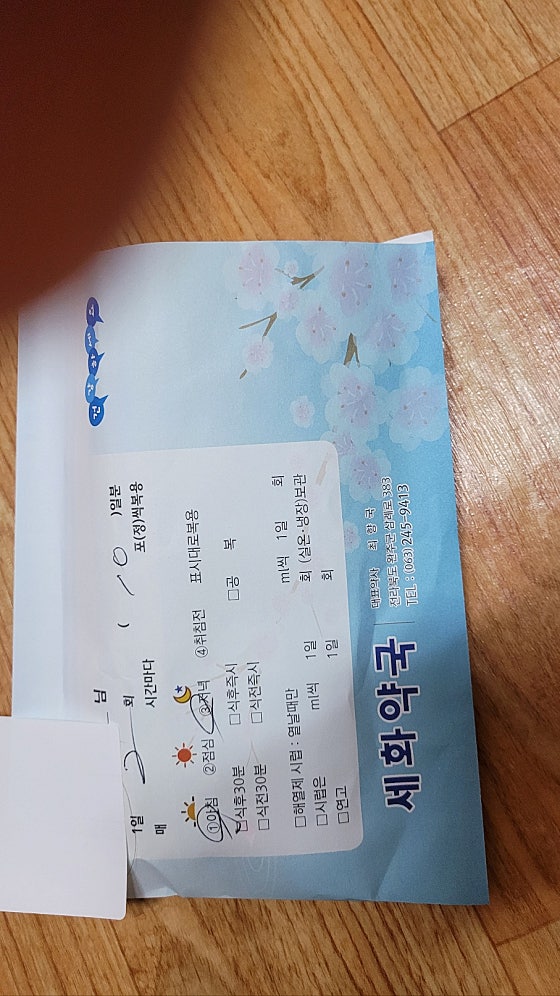 건강하세요
님 ( 10 )일분
1일 2 회 포(정)씩복용
매 시간마다
①아침 ②점심 ③저녁 ④취침전 표시대로복용
□식후30분 □식후즉시 □공 복
□식전30분 □식전즉시
□해열제 시럽 : 열날때만 ml씩 1일 회
□시럽은 ml씩 1일 회 (실온·냉장)보관
□연고 1일 회
세화약국
대표약사 최 항 국
전라북도 완주군 삼례로 383
TEL : (063) 245-9413